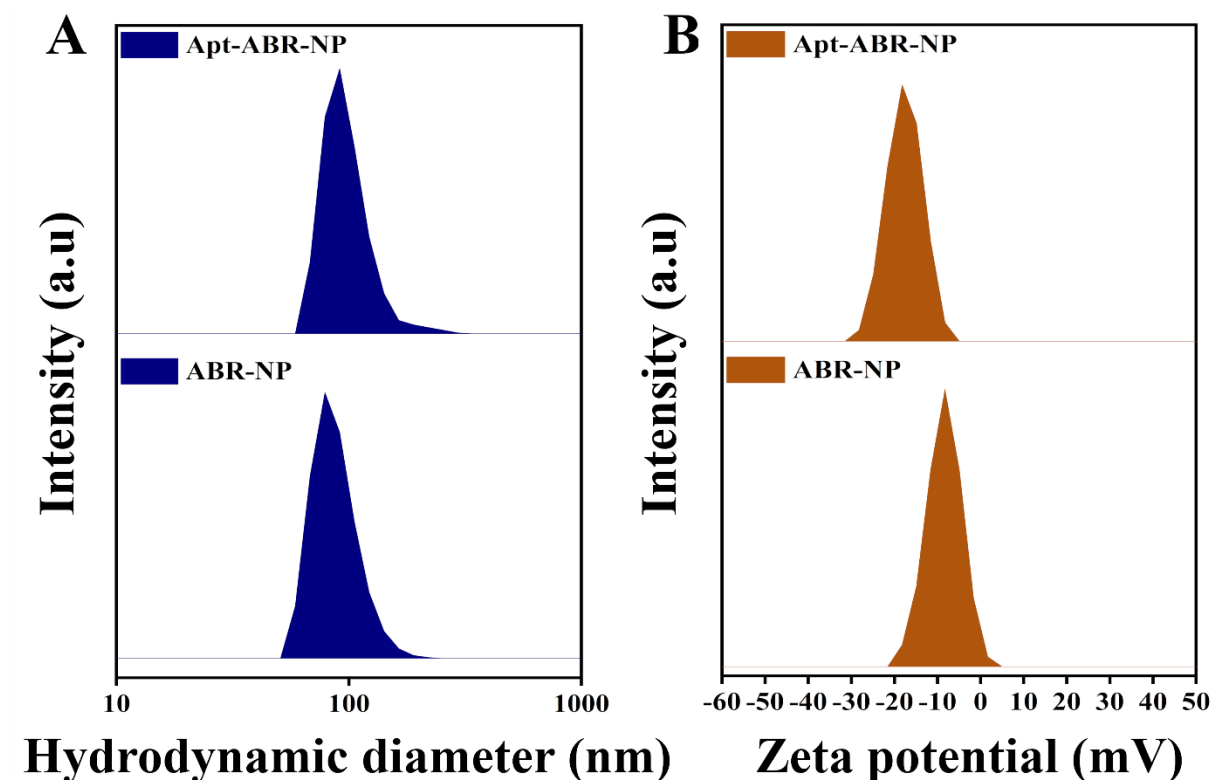 A
Apt-ABR-NP
ABR-NP
Intensity (a.u)
10 100 1000
Hydrodynamic diameter (nm)
B
Apt-ABR-NP
ABR-NP
Intensity (a.u)
-60 -50 -40 -30 -20 -10 0 10 20 30 40 50
Zeta potential (mV)